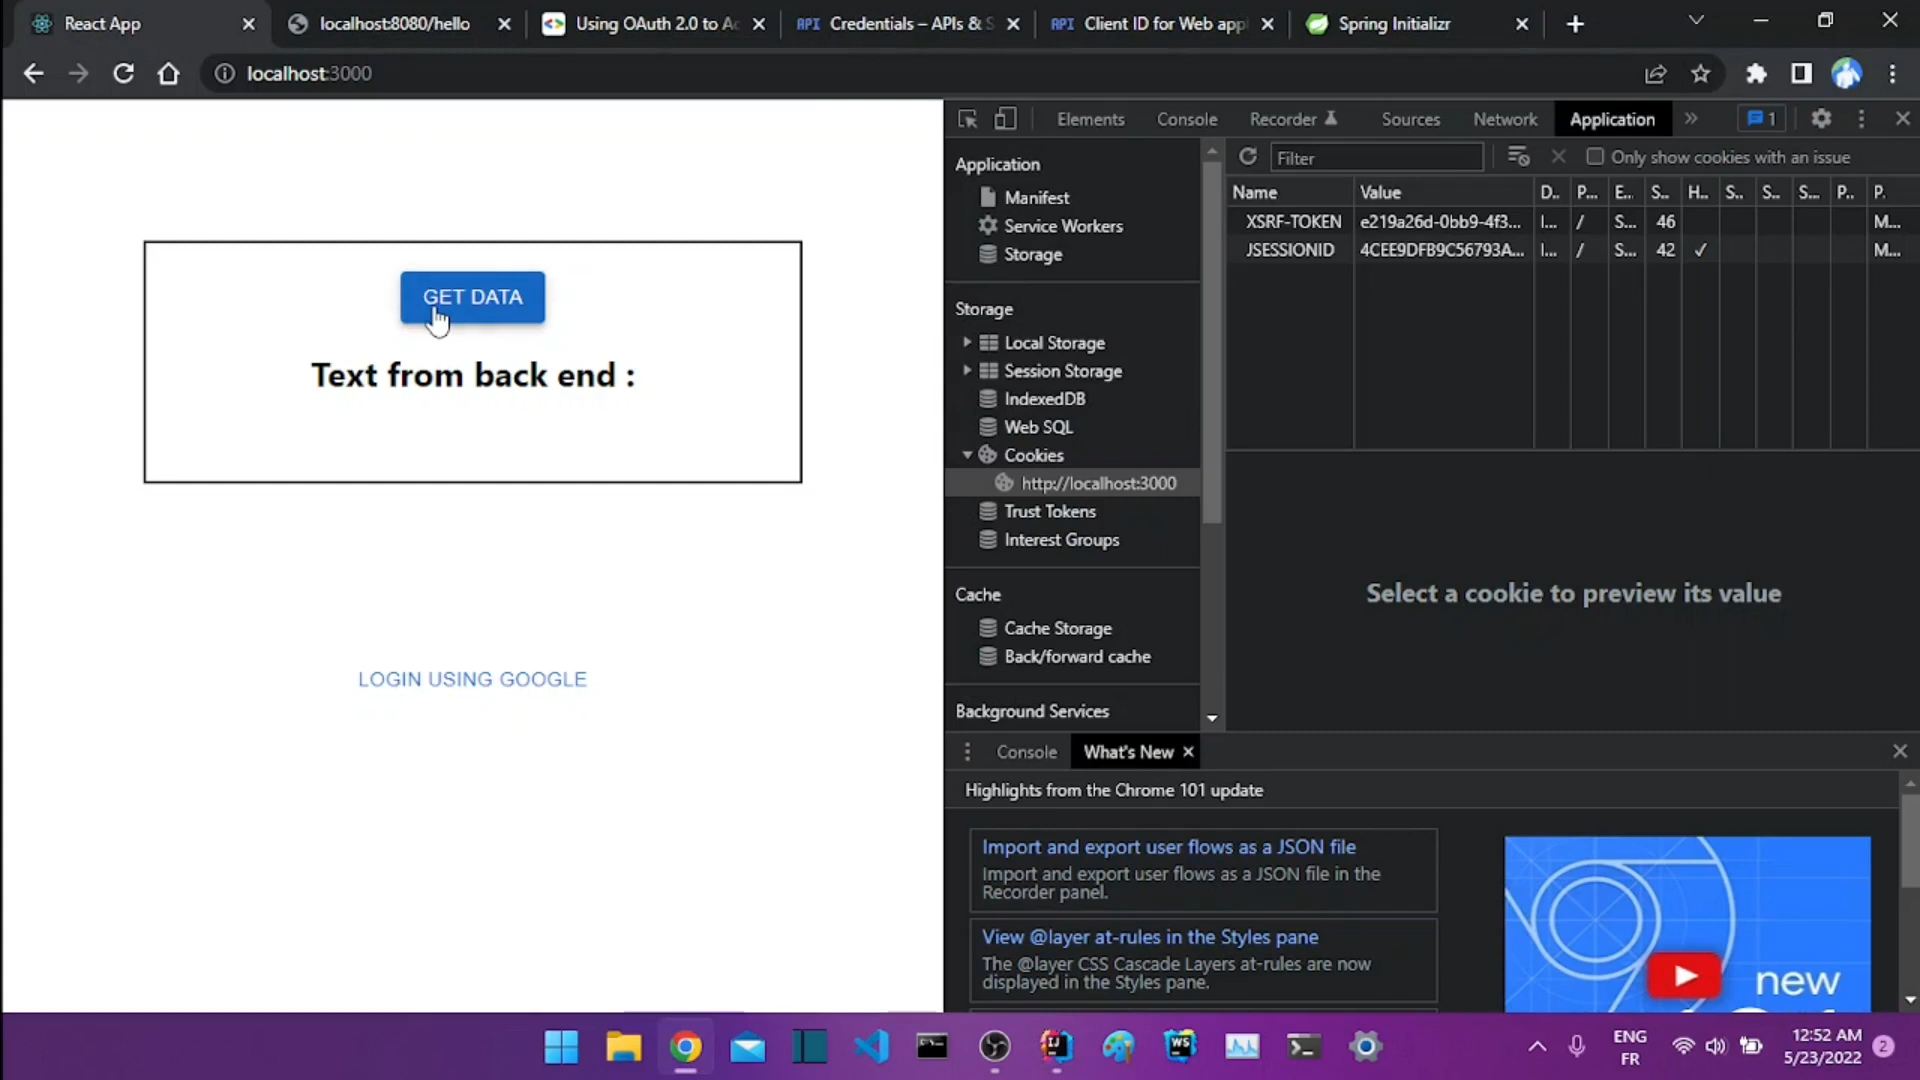 React App
localhost:8080/hello
Using OAuth 2.0 to Ac
Credentials – APIs & S
Client ID for Web appl
Spring Initializr
localhost:3000
GET DATA
Text from back end :
LOGIN USING GOOGLE
Elements
Console
Recorder
Sources
Network
Application
1
Application
Manifest
Service Workers
Storage
Storage
Local Storage
Session Storage
IndexedDB
Web SQL
Cookies
http://localhost:3000
Trust Tokens
Interest Groups
Cache
Cache Storage
Back/forward cache
Background Services
Filter
Only show cookies with an issue
Name Value D.. P... E.. S.. H.. S.. S.. S... P.. P.
XSRF-TOKEN e219a26d-0bb9-4f3... l... / S... 46 M...
JSESSIONID 4CEE9DFB9C56793A... l... / S... 42 ✓ M...
Select a cookie to preview its value
Console
What's New
Highlights from the Chrome 101 update
Import and export user flows as a JSON file
Import and export user flows as a JSON file in the
Recorder panel.
View @layer at-rules in the Styles pane
The @layer CSS Cascade Layers at-rules are now
displayed in the Styles pane.
new
ENG
FR
12:52 AM
5/23/2022
2